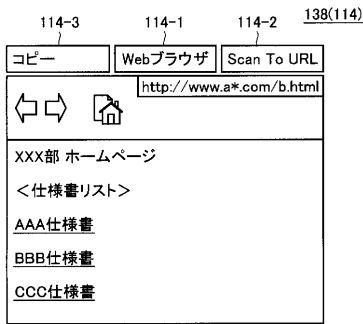 138(114)
114-3 114-1 114-2
コピー Webブラウザ Scan To URL
http://www.a*.com/b.html
XXX部 ホームページ
＜仕様書リスト＞
AAA仕様書
BBB仕様書
CCC仕様書